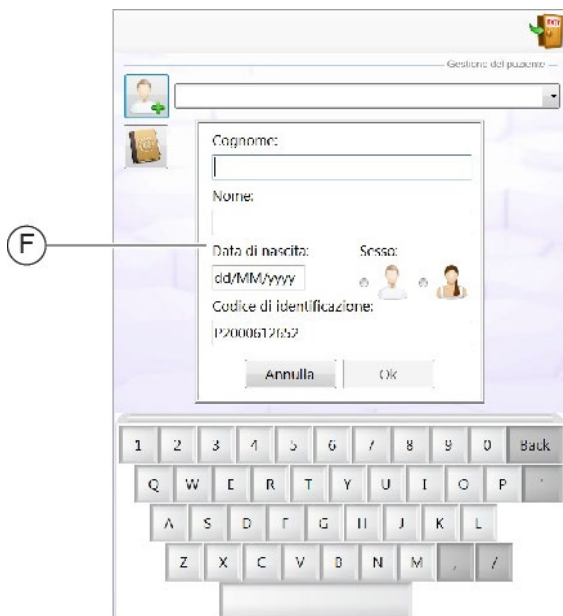 EXIT
Gestione del paziente
Cognome:
F
Nome:
Data di nascita: Sesso:
dd/MM/yyyy
Codice di identificazione:
P2000612652
Annulla Ok
1 2 3 4 5 6 7 8 9 0 Back
Q W E R T Y U I O P '
A S D F G H J K L
Z X C V B N M , /